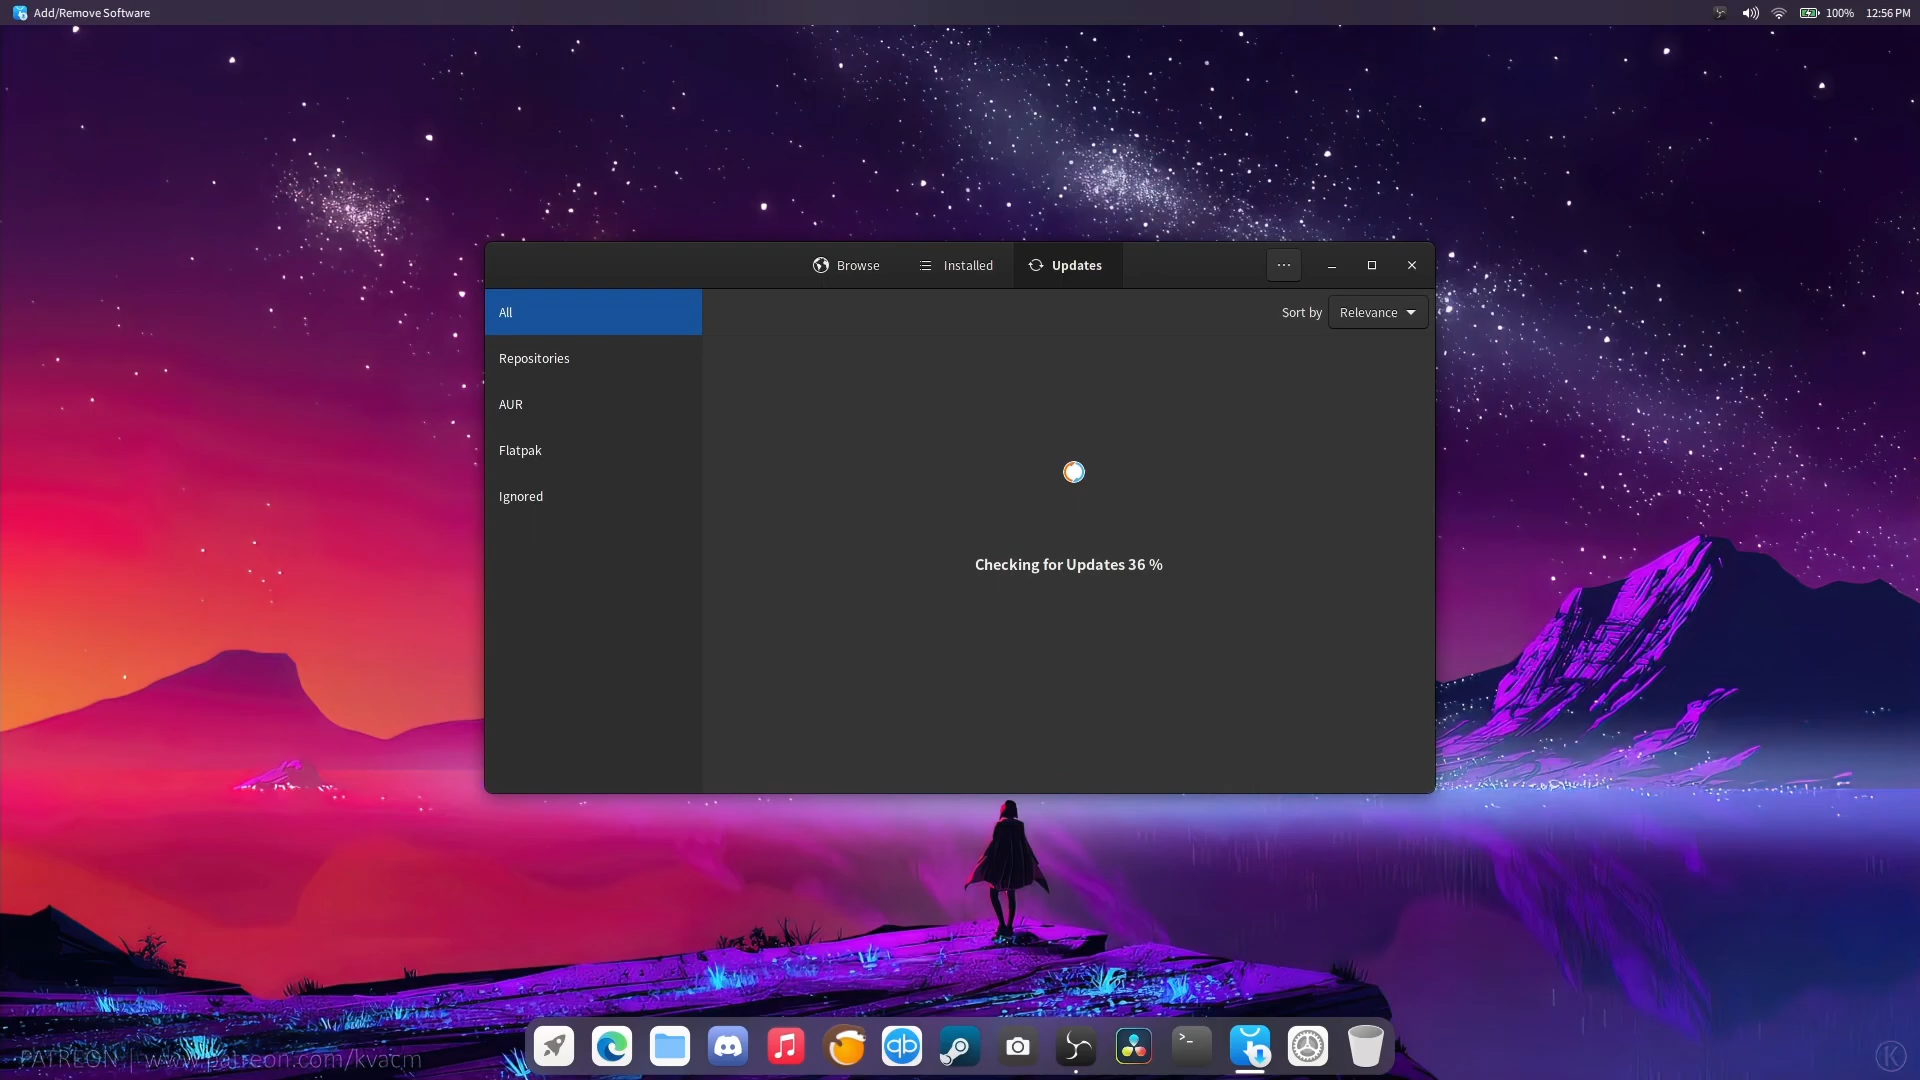 Add/Remove Software
100%
12:56 PM
Browse
Installed
Updates
All
Sort by
Relevance
Repositories
AUR
Flatpak
Ignored
Checking for Updates 36 %
PATREON | www.patreon.com/kvacm
K
qb
>_